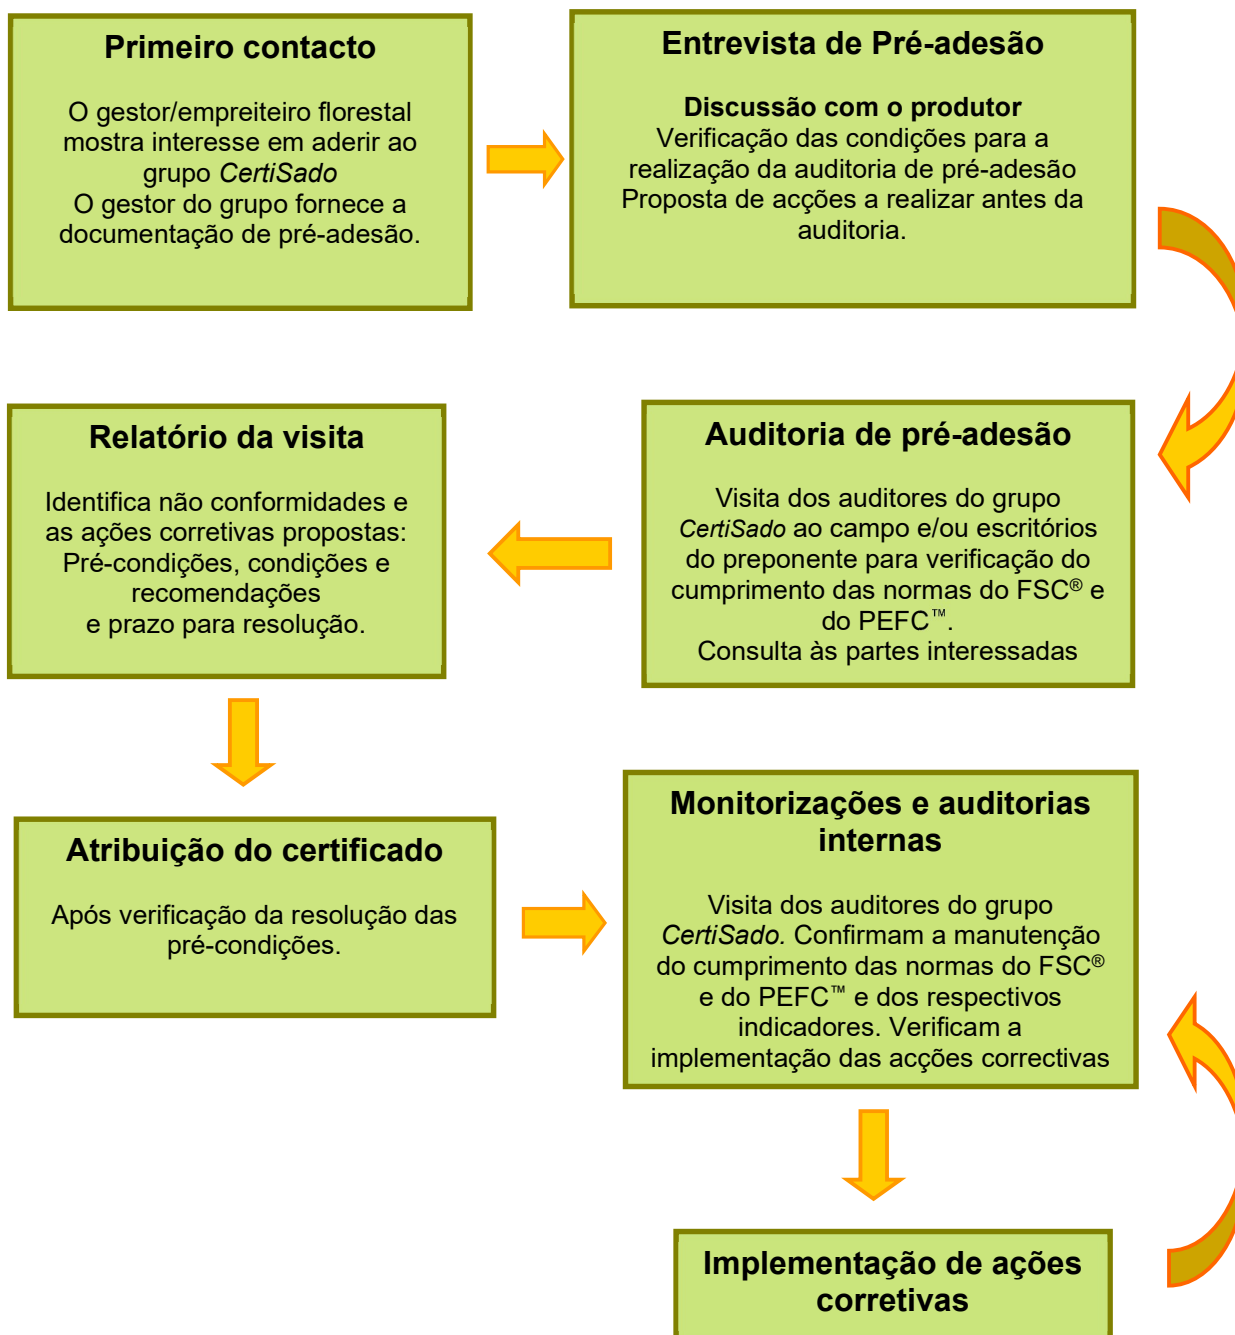 Primeiro contacto
O gestor/empreiteiro florestal
mostra interesse em aderir ao
grupo CertiSado
O gestor do grupo fornece a
documentação de pré-adesão.
Entrevista de Pré-adesão
Discussão com o produtor
Verificação das condições para a
realização da auditoria de pré-adesão
Proposta de acções a realizar antes da
auditoria.
Auditoria de pré-adesão
Visita dos auditores do grupo
CertiSado ao campo e/ou escritórios
do preponente para verificação do
cumprimento das normas do FSC® e
do PEFC™.
Consulta às partes interessadas
Relatório da visita
Identifica não conformidades e
as ações corretivas propostas:
Pré-condições, condições e
recomendações
e prazo para resolução.
Atribuição do certificado
Após verificação da resolução das
pré-condições.
Monitorizações e auditorias
internas
Visita dos auditores do grupo
CertiSado. Confirmam a manutenção
do cumprimento das normas do FSC®
e do PEFC™ e dos respectivos
indicadores. Verificam a
implementação das acções correctivas
Implementação de ações
corretivas